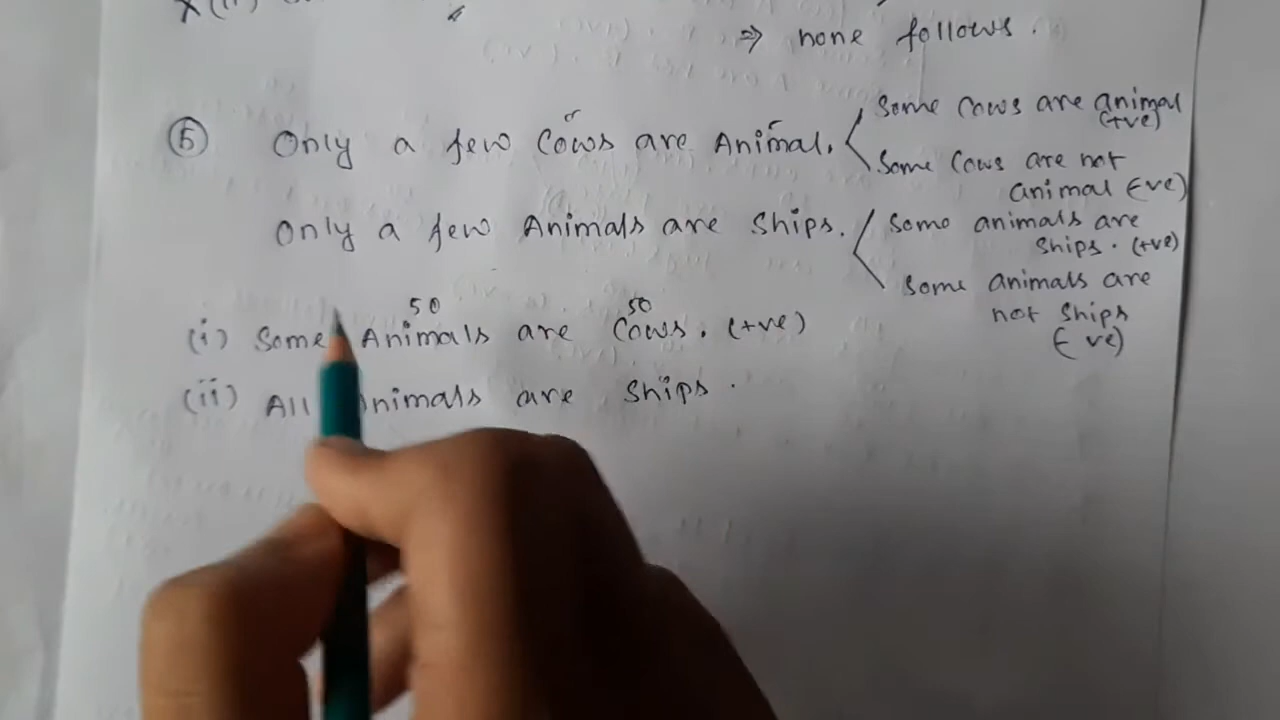 ⇒ none follows.
⑤ Only a few Cows are Animal.
Some Cows are animal
(+ve)
Some Cows are not
animal (-ve)
Only a few Animals are Ships.
Some animals are
Ships. (+ve)
Some animals are
not Ships
(-ve)
50 50
(i) Some Animals are Cows. (+ve)
(ii) All Animals are Ships.